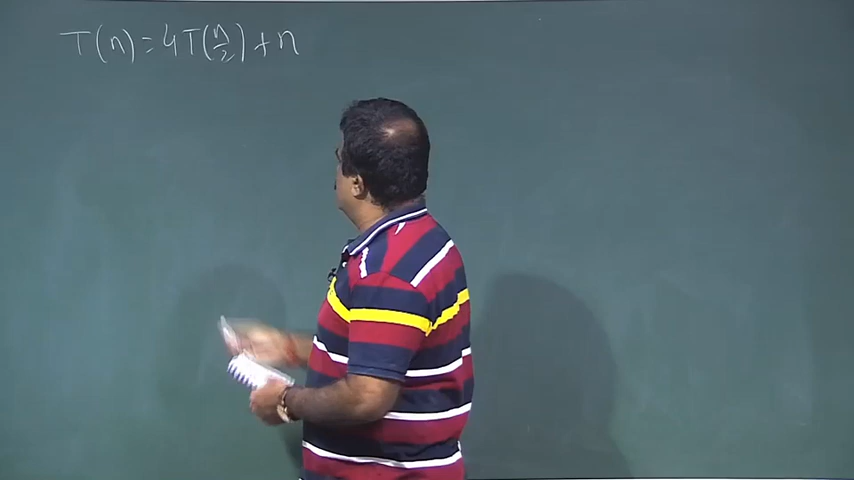 T(n) = 4T(n/2) + n